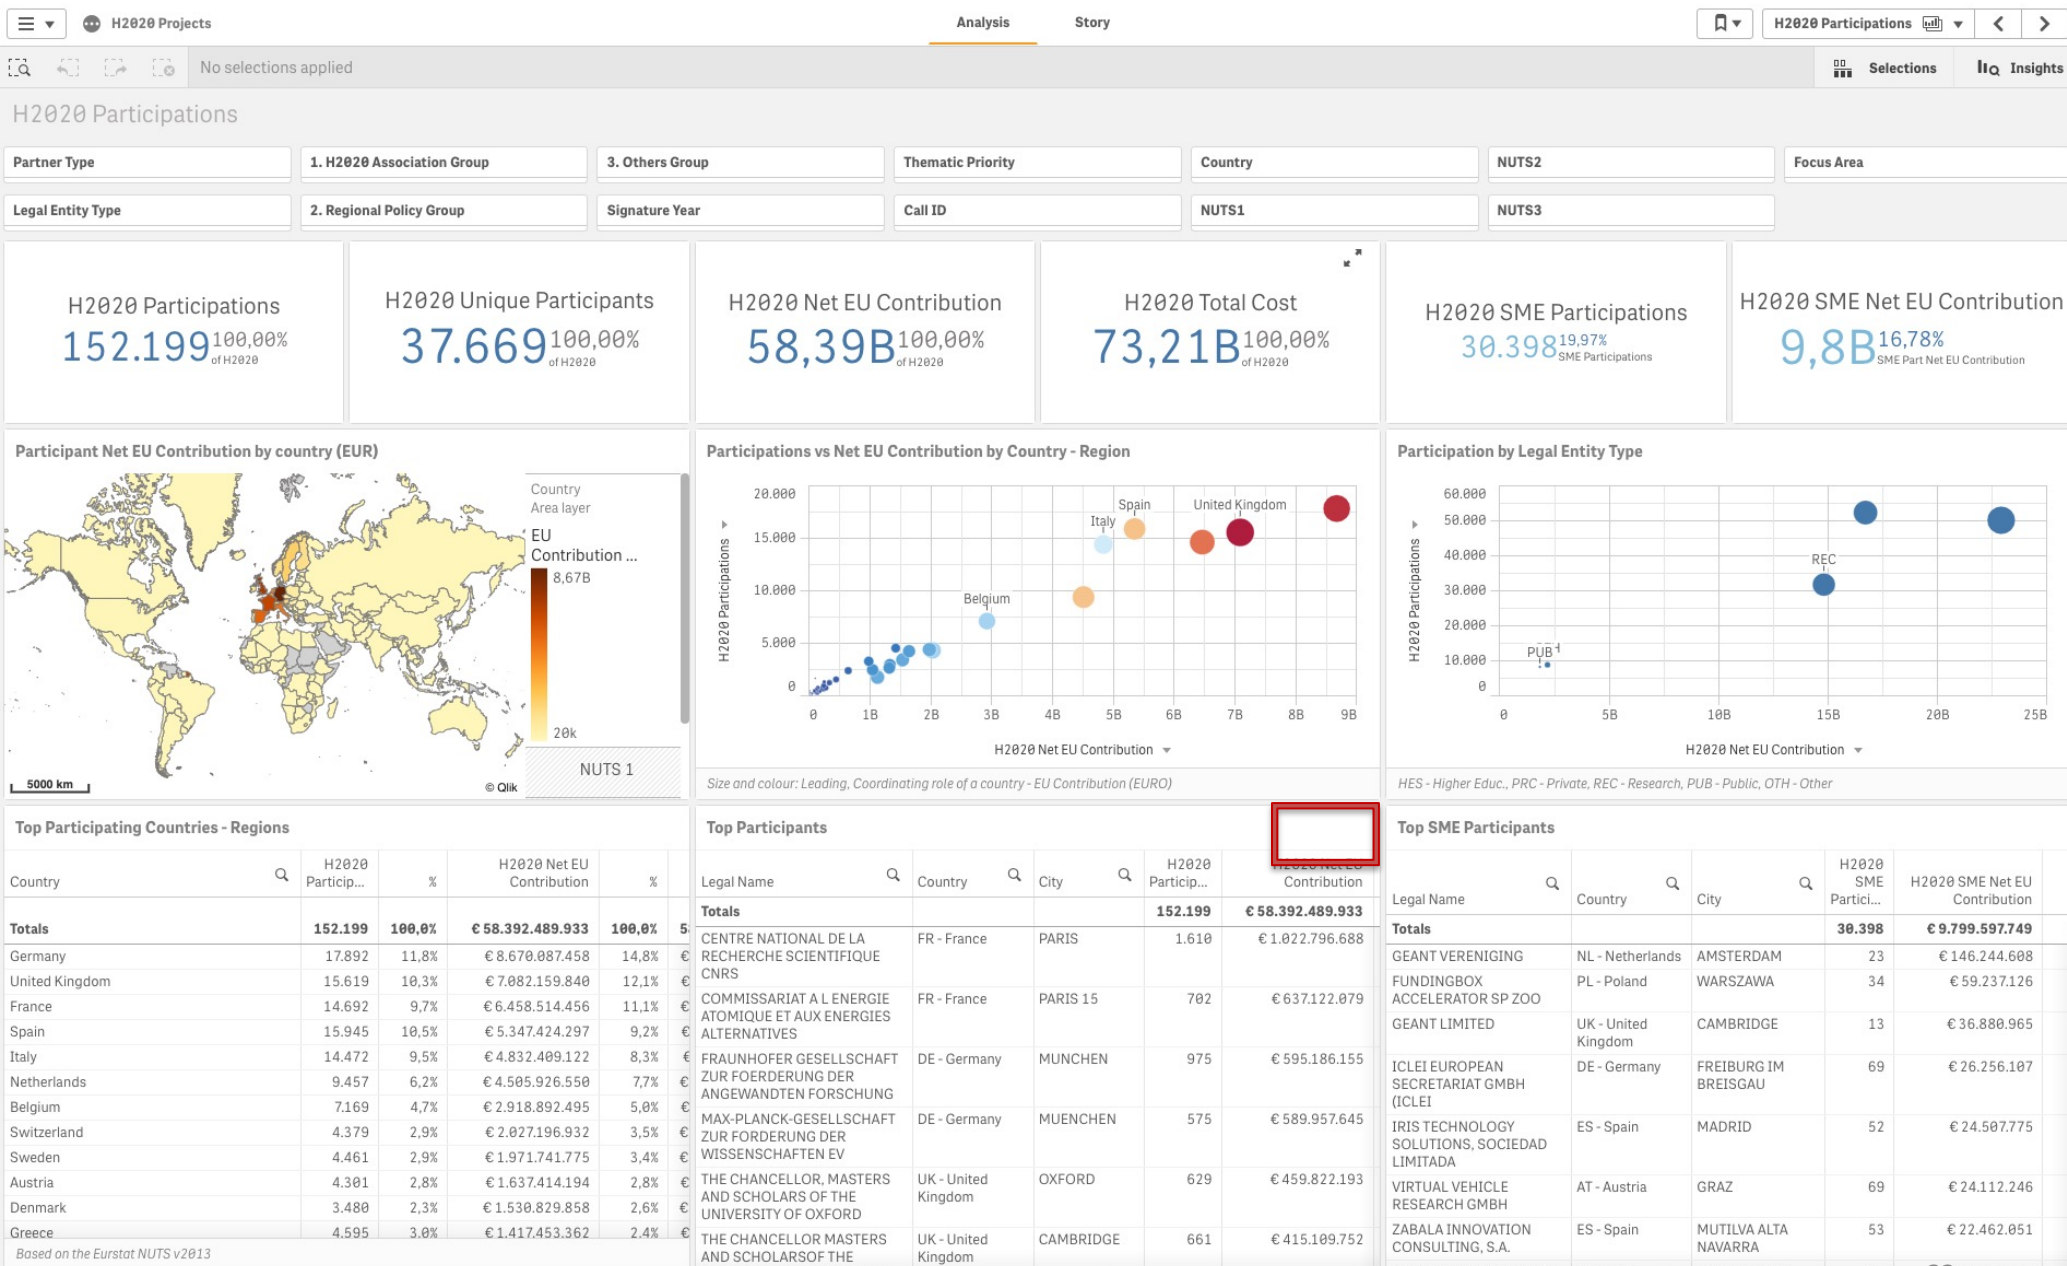 H2020 Projects
Analysis
Story
H2020 Participations
No selections applied
Selections
Insights
H2020 Participations
Partner Type
1. H2020 Association Group
3. Others Group
Thematic Priority
Country
NUTS2
Focus Area
Legal Entity Type
2. Regional Policy Group
Signature Year
Call ID
NUTS1
NUTS3
H2020 Participations
152.199 100,00%
of H2020
H2020 Unique Participants
37.669 100,00%
of H2020
H2020 Net EU Contribution
58,39B 100,00%
of H2020
H2020 Total Cost
73,21B 100,00%
of H2020
H2020 SME Participations
30.398 19,97%
SME Participations
H2020 SME Net EU Contribution
9,8B 16,78%
SME Part Net EU Contribution
Participant Net EU Contribution by country (EUR)
Country
Area layer
EU
Contribution ...
8,67B
20k
NUTS 1
5000 km
© Qlik
Participations vs Net EU Contribution by Country - Region
H2020 Participations
20.000
15.000
10.000
5.000
0
Spain
United Kingdom
Italy
Belgium
0 1B 2B 3B 4B 5B 6B 7B 8B 9B
H2020 Net EU Contribution
Size and colour: Leading, Coordinating role of a country - EU Contribution (EURO)
Participation by Legal Entity Type
H2020 Participations
60.000
50.000
40.000
30.000
20.000
10.000
0
REC
PUB
0 5B 10B 15B 20B 25B
H2020 Net EU Contribution
HES - Higher Educ., PRC - Private, REC - Research, PUB - Public, OTH - Other
Top Participating Countries - Regions
Country
H2020
Particip...
%
H2020 Net EU
Contribution
%
Totals 152.199 100,0% € 58.392.489.933 100,0% 5
Germany 17.892 11,8% € 8.670.087.458 14,8% €
United Kingdom 15.619 10,3% € 7.082.159.840 12,1% €
France 14.692 9,7% € 6.458.514.456 11,1% €
Spain 15.945 10,5% € 5.347.424.297 9,2% €
Italy 14.472 9,5% € 4.832.409.122 8,3% €
Netherlands 9.457 6,2% € 4.505.926.550 7,7% €
Belgium 7.169 4,7% € 2.918.892.495 5,0% €
Switzerland 4.379 2,9% € 2.027.196.932 3,5% €
Sweden 4.461 2,9% € 1.971.741.775 3,4% €
Austria 4.301 2,8% € 1.637.414.194 2,8% €
Denmark 3.480 2,3% € 1.530.829.858 2,6% €
Greece 4.595 3,0% € 1.417.453.362 2,4% €
Based on the Eurstat NUTS v2013
Top Participants
Legal Name
Country
City
H2020
Particip...
H2020 Net EU
Contribution
Totals 152.199 € 58.392.489.933
CENTRE NATIONAL DE LA FR - France PARIS 1.610 € 1.022.796.688
RECHERCHE SCIENTIFIQUE
CNRS
COMMISSARIAT A L ENERGIE FR - France PARIS 15 702 € 637.122.079
ATOMIQUE ET AUX ENERGIES
ALTERNATIVES
FRAUNHOFER GESELLSCHAFT DE - Germany MUNCHEN 975 € 595.186.155
ZUR FOERDERUNG DER
ANGEWANDTEN FORSCHUNG
MAX-PLANCK-GESELLSCHAFT DE - Germany MUENCHEN 575 € 589.957.645
ZUR FORDERUNG DER
WISSENSCHAFTEN EV
THE CHANCELLOR, MASTERS UK - United OXFORD 629 € 459.822.193
AND SCHOLARS OF THE Kingdom
UNIVERSITY OF OXFORD
THE CHANCELLOR MASTERS UK - United CAMBRIDGE 661 € 415.109.752
AND SCHOLARSOF THE Kingdom
Top SME Participants
Legal Name
Country
City
H2020
SME
Partici...
H2020 SME Net EU
Contribution
Totals 30.398 € 9.799.597.749
GEANT VERENIGING NL - Netherlands AMSTERDAM 23 € 146.244.608
FUNDINGBOX PL - Poland WARSZAWA 34 € 59.237.126
ACCELERATOR SP ZOO
GEANT LIMITED UK - United CAMBRIDGE 13 € 36.880.965
Kingdom
ICLEI EUROPEAN DE - Germany FREIBURG IM 69 € 26.256.107
SECRETARIAT GMBH BREISGAU
(ICLEI
IRIS TECHNOLOGY ES - Spain MADRID 52 € 24.507.775
SOLUTIONS, SOCIEDAD
LIMITADA
VIRTUAL VEHICLE AT - Austria GRAZ 69 € 24.112.246
RESEARCH GMBH
ZABALA INNOVATION ES - Spain MUTILVA ALTA 53 € 22.462.051
CONSULTING, S.A. NAVARRA